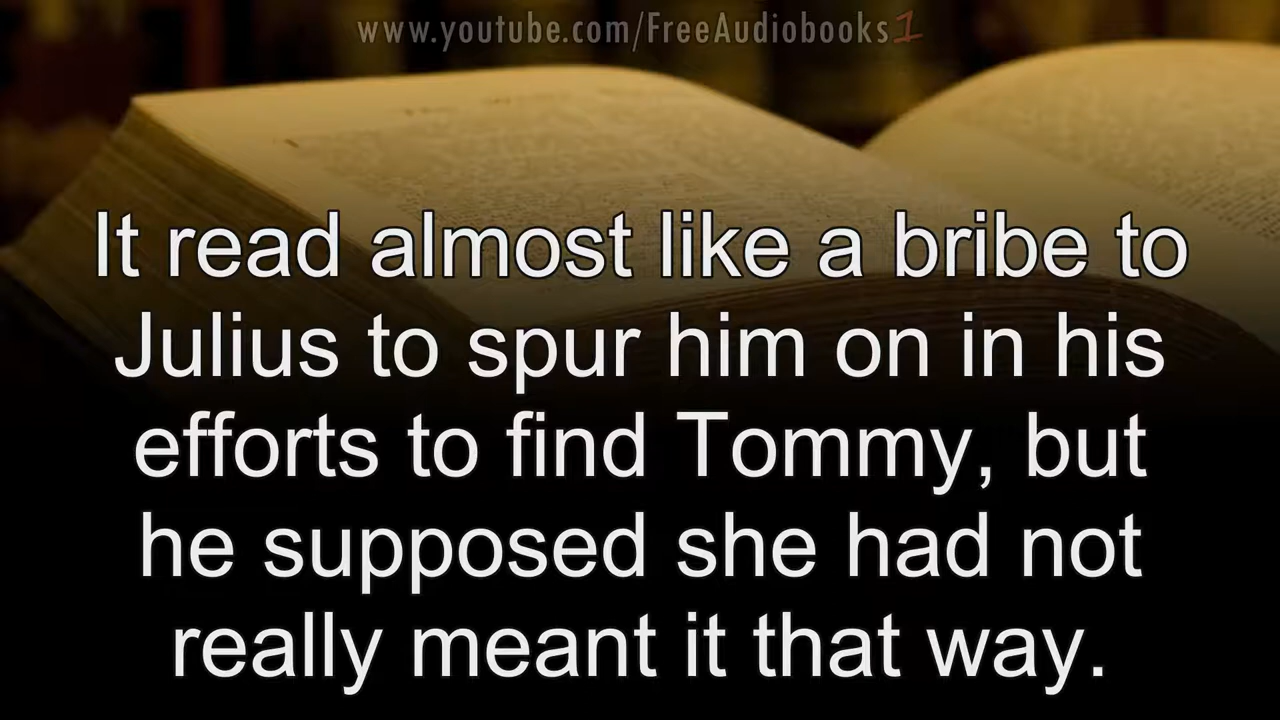 www.youtube.com/FreeAudiobooks1
It read almost like a bribe to
Julius to spur him on in his
efforts to find Tommy, but
he supposed she had not
really meant it that way.